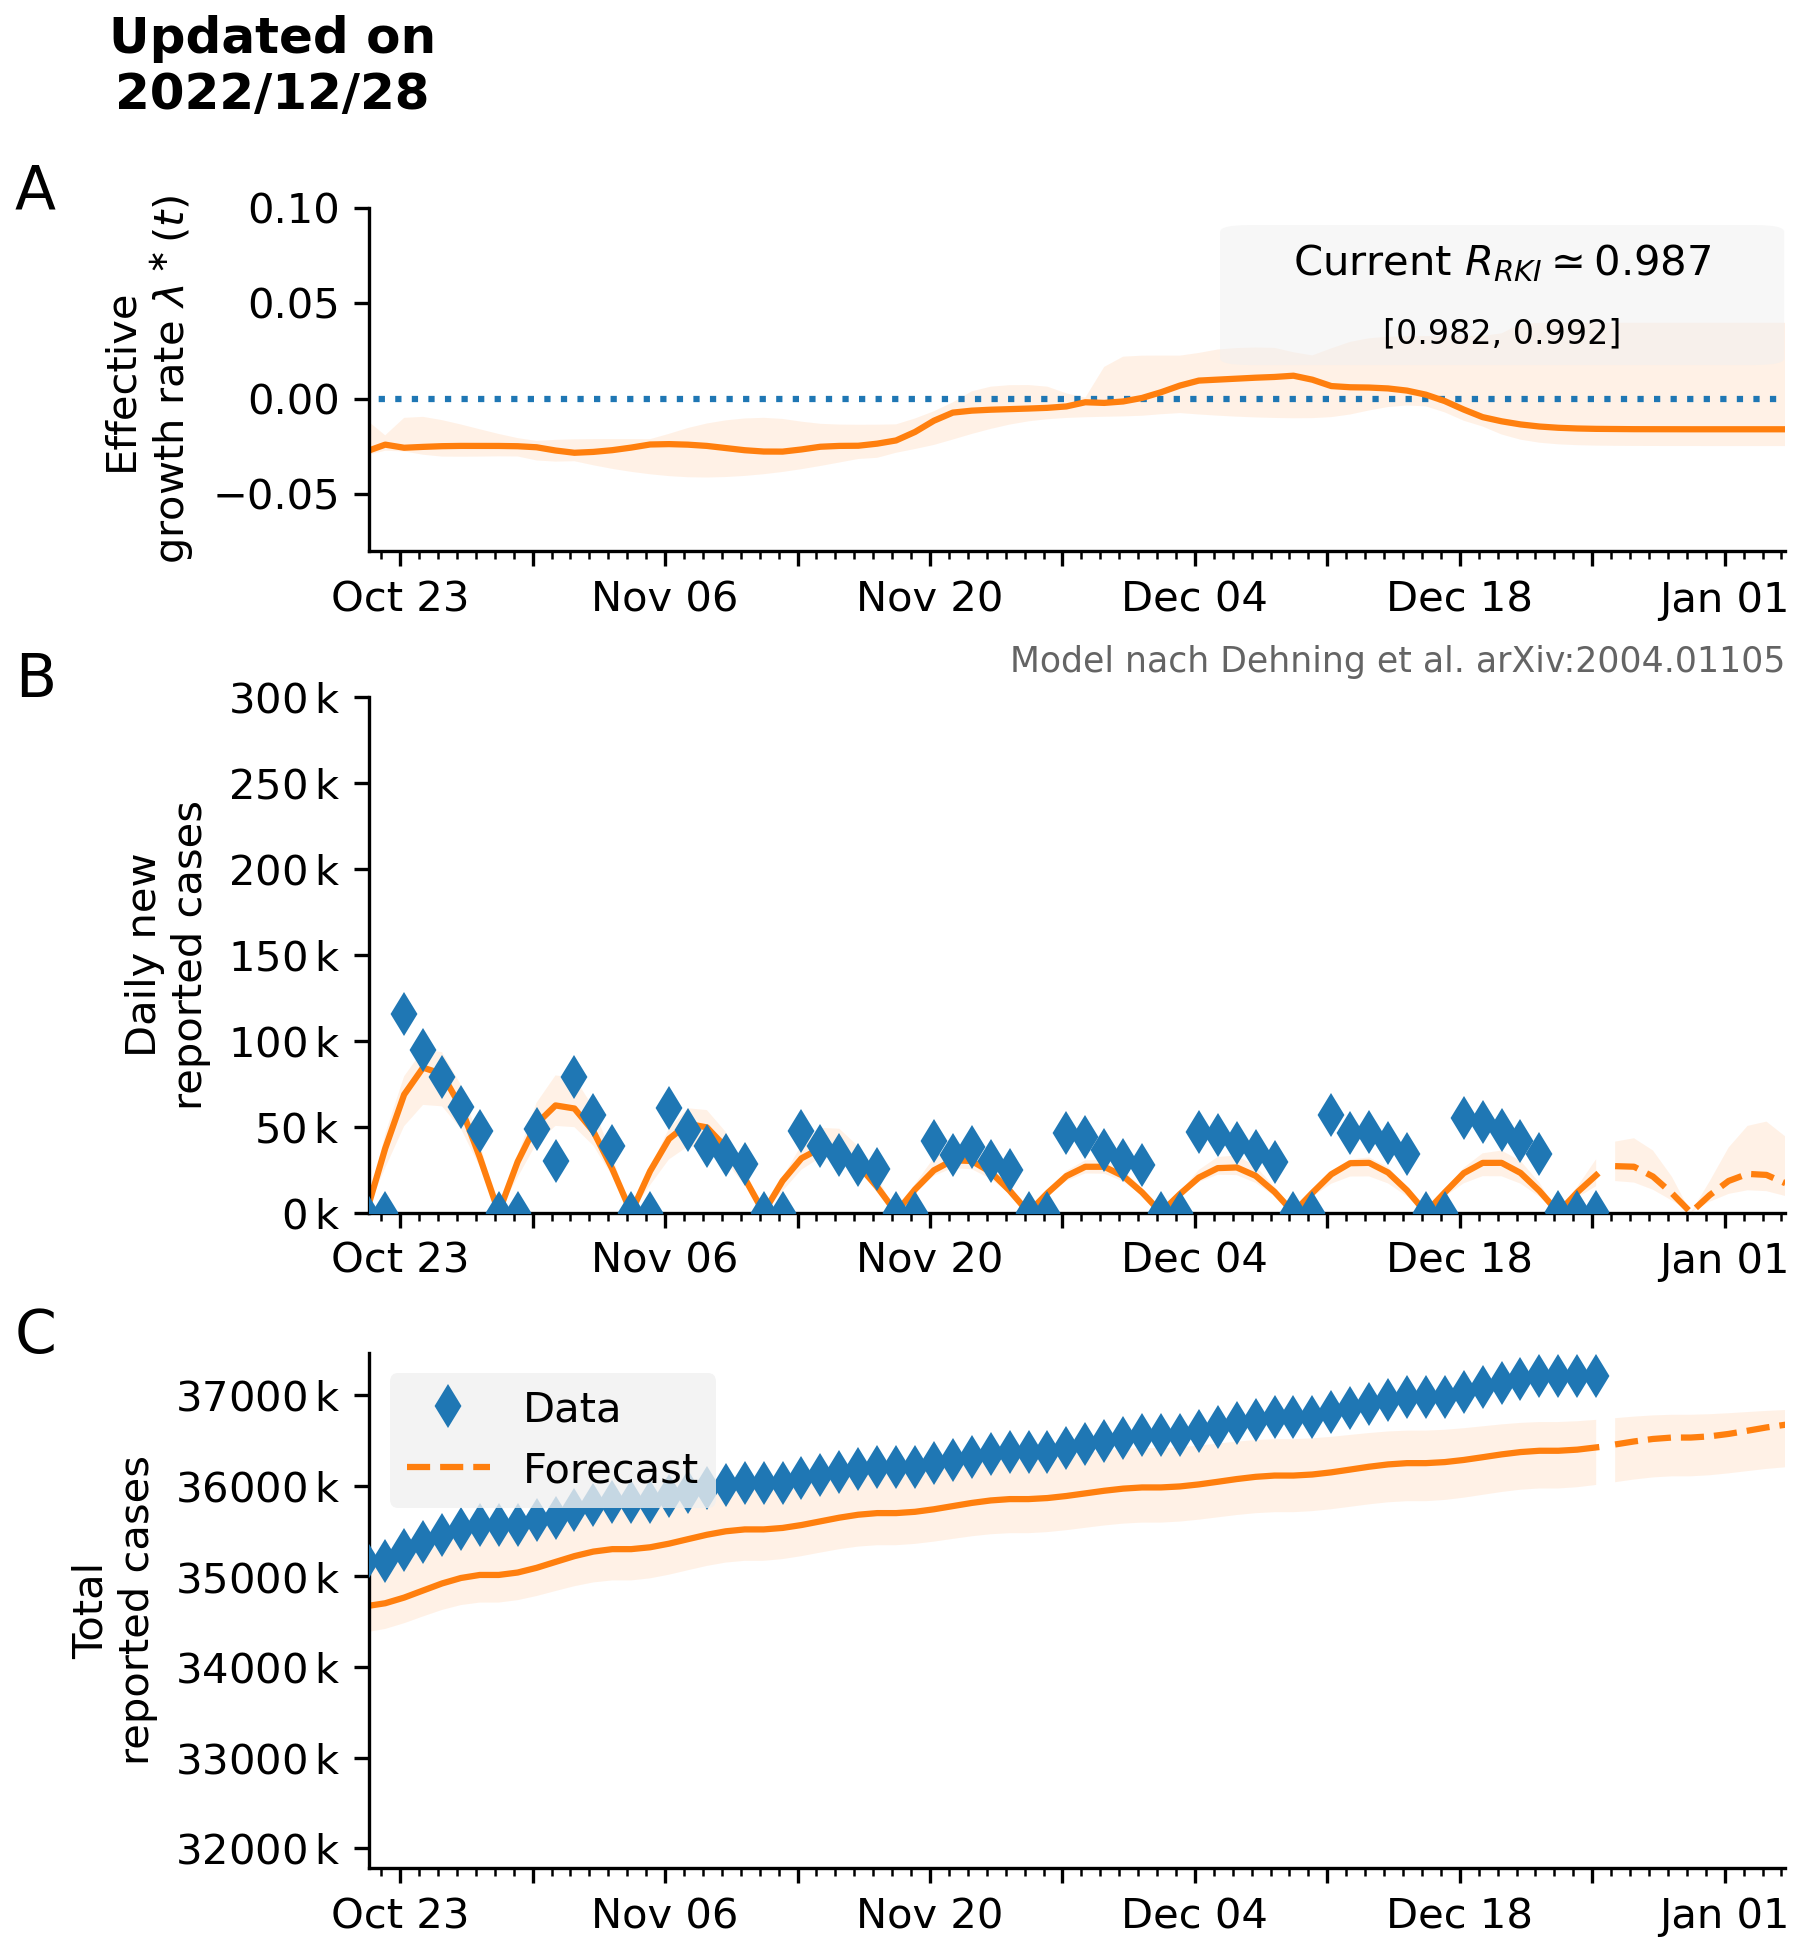 Updated on
2022/12/28
A
Effective
growth rate λ * (t)
0.10
0.05
0.00
−0.05
Current R_RKI ≃ 0.987
[0.982, 0.992]
Oct 23 Nov 06 Nov 20 Dec 04 Dec 18 Jan 01
Model nach Dehning et al. arXiv:2004.01105
B
Daily new
reported cases
300 k
250 k
200 k
150 k
100 k
50 k
0 k
Oct 23 Nov 06 Nov 20 Dec 04 Dec 18 Jan 01
C
Total
reported cases
37000 k
36000 k
35000 k
34000 k
33000 k
32000 k
Data
Forecast
Oct 23 Nov 06 Nov 20 Dec 04 Dec 18 Jan 01